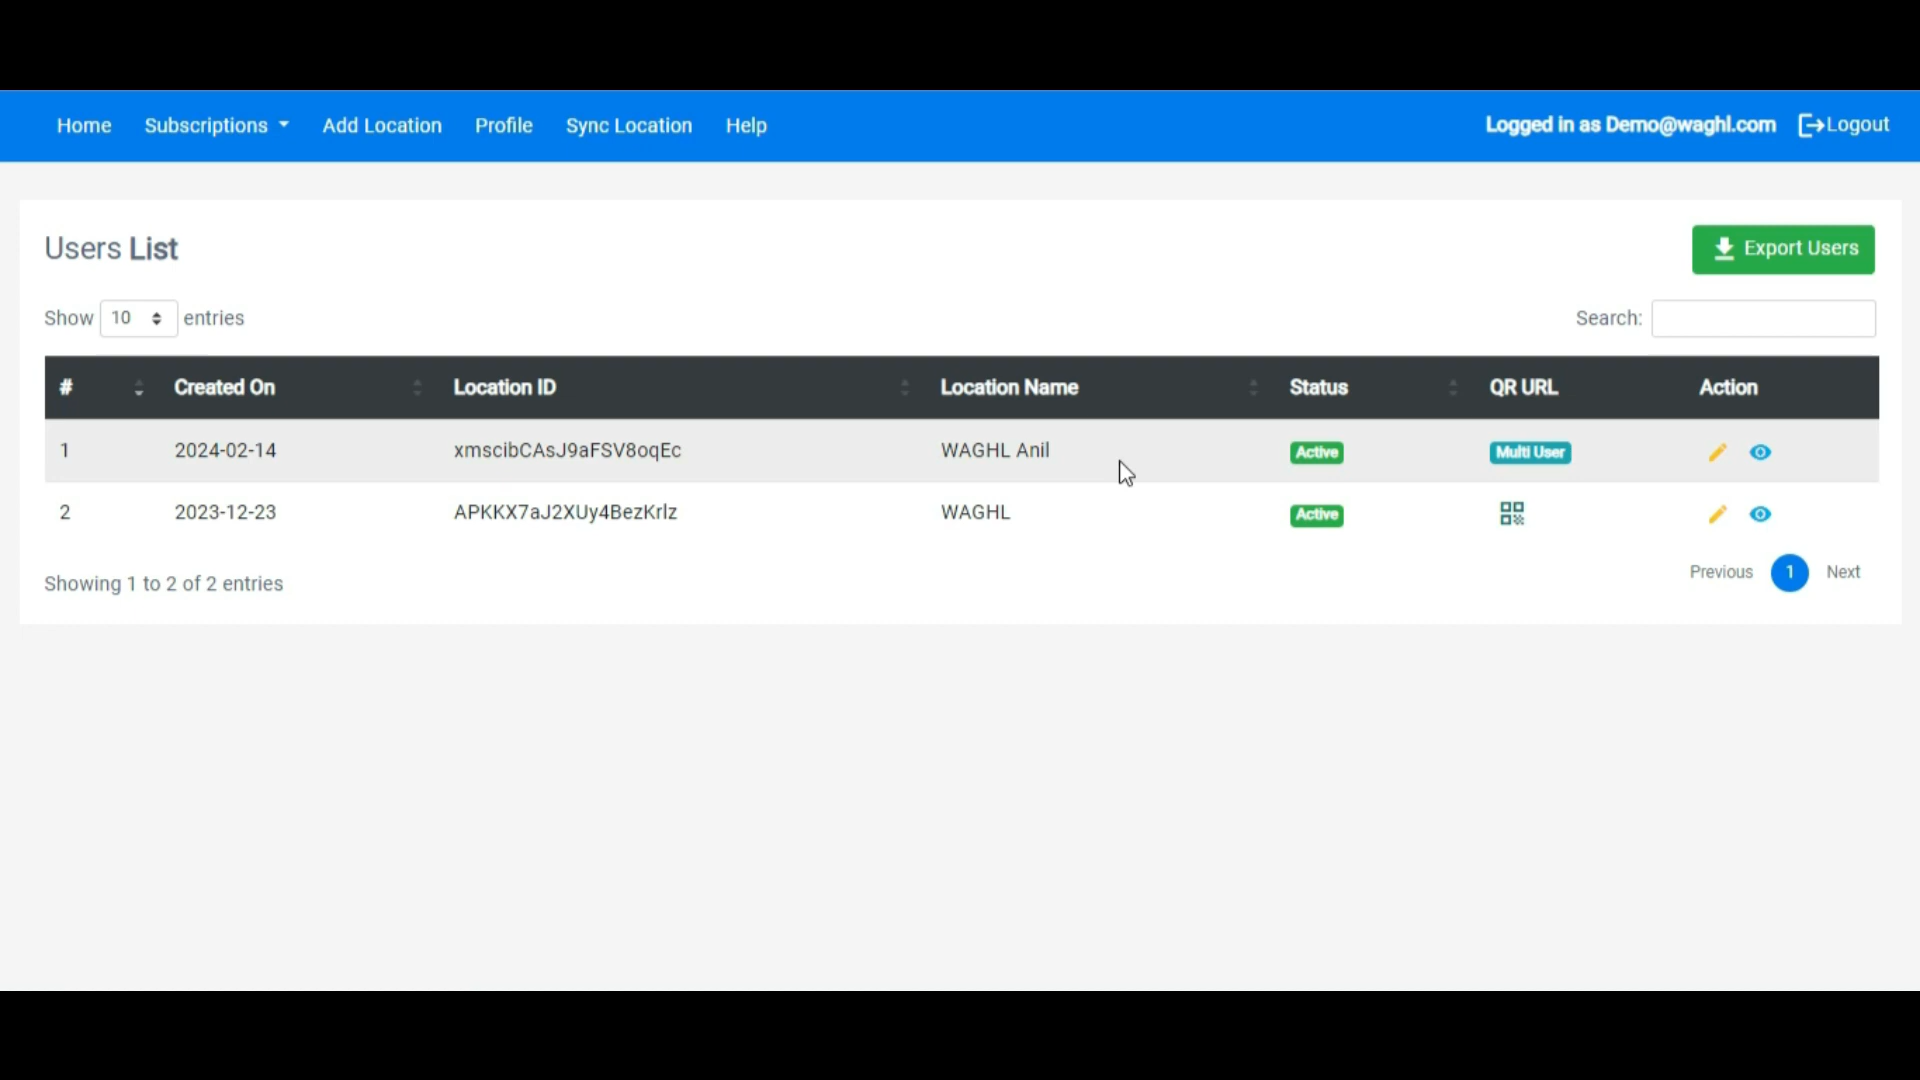 Home Subscriptions Add Location Profile Sync Location Help Logged in as Demo@waghl.com Logout
Users List Export Users
Show 10 entries Search:
# Created On Location ID Location Name Status QR URL Action
1 2024-02-14 xmscibCAsJ9aFSV8oqEc WAGHL Anil Active Multi User
2 2023-12-23 APKKX7aJ2XUy4BezKrlz WAGHL Active
Showing 1 to 2 of 2 entries Previous 1 Next